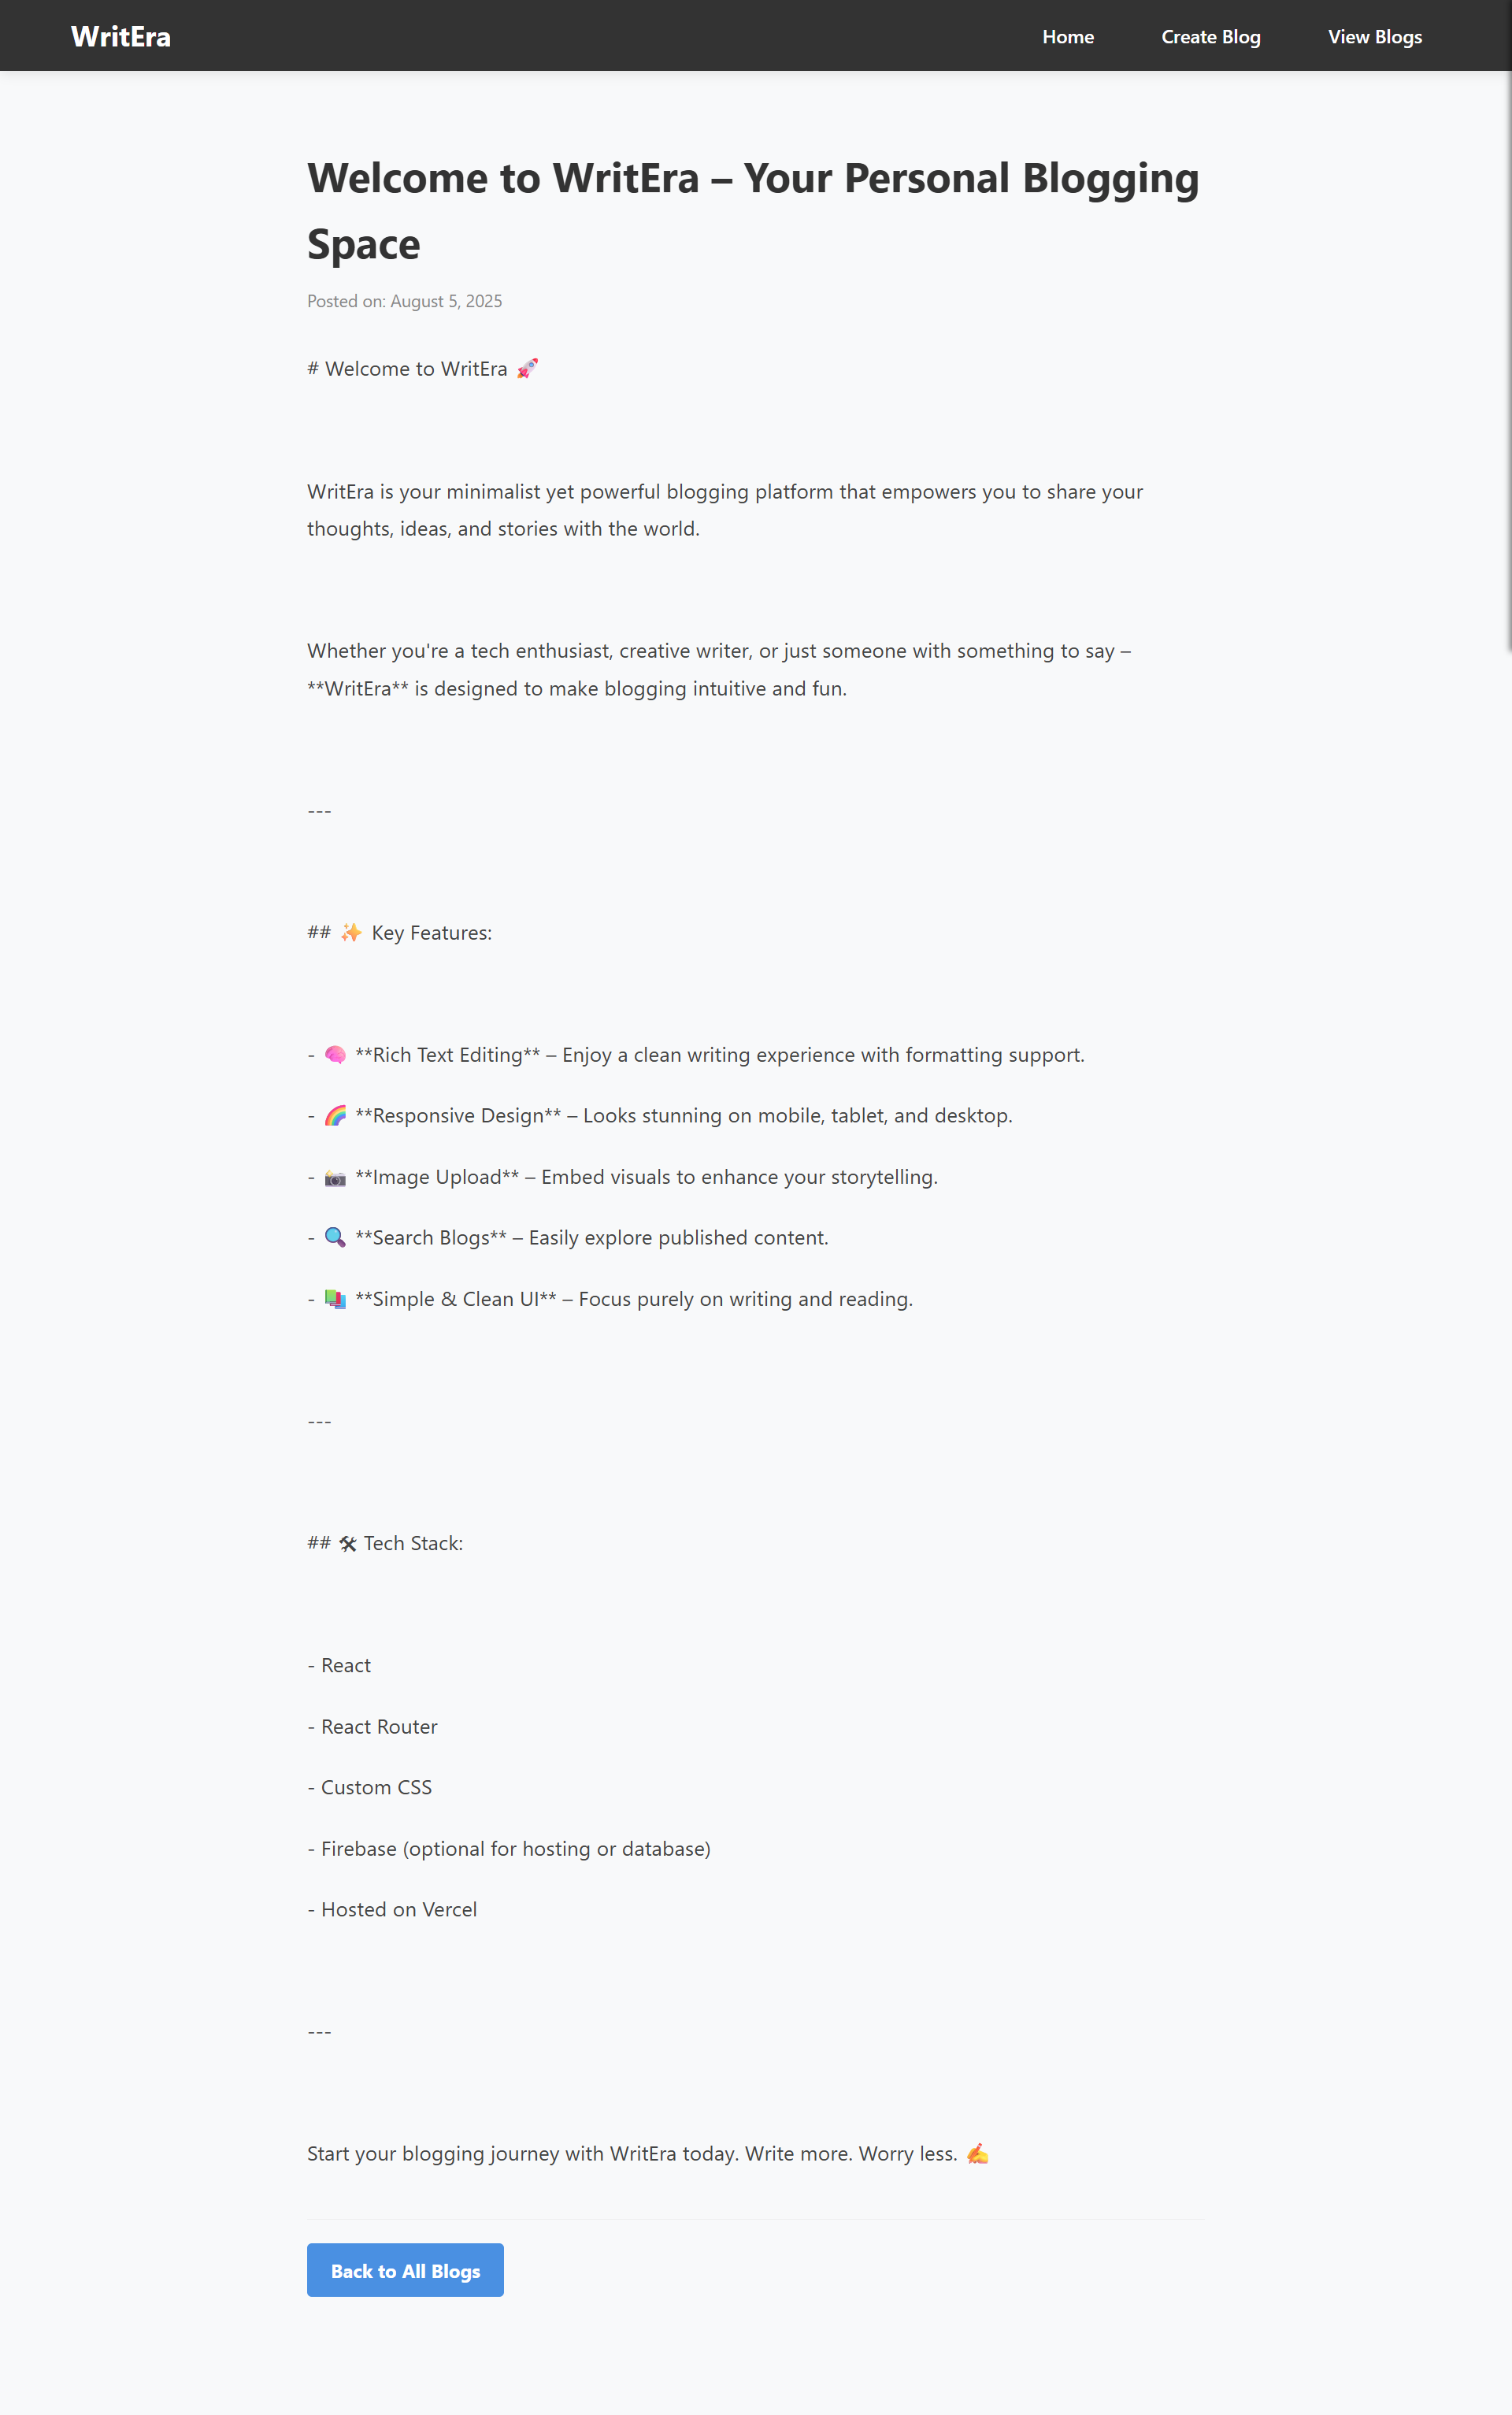 WritEra
Home
Create Blog
View Blogs
Welcome to WritEra – Your Personal Blogging
Space
Posted on: August 5, 2025
# Welcome to WritEra 🚀
WritEra is your minimalist yet powerful blogging platform that empowers you to share your
thoughts, ideas, and stories with the world.
Whether you're a tech enthusiast, creative writer, or just someone with something to say –
**WritEra** is designed to make blogging intuitive and fun.
---
## ✨ Key Features:
- 🧠 **Rich Text Editing** – Enjoy a clean writing experience with formatting support.
- 🌈 **Responsive Design** – Looks stunning on mobile, tablet, and desktop.
- 📸 **Image Upload** – Embed visuals to enhance your storytelling.
- 🔍 **Search Blogs** – Easily explore published content.
- 📚 **Simple & Clean UI** – Focus purely on writing and reading.
---
## 🛠 Tech Stack:
- React
- React Router
- Custom CSS
- Firebase (optional for hosting or database)
- Hosted on Vercel
---
Start your blogging journey with WritEra today. Write more. Worry less. ✍️
Back to All Blogs